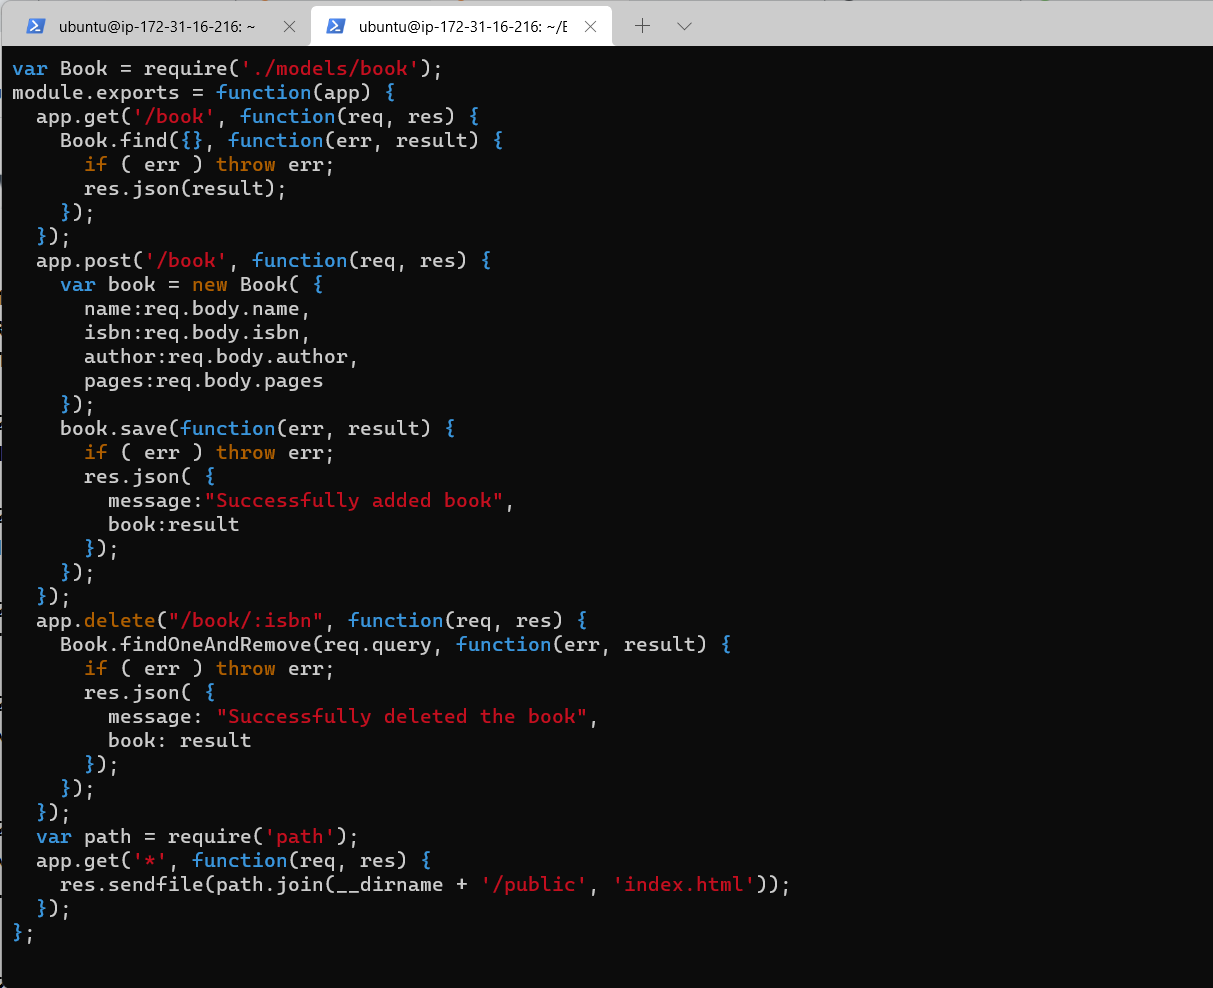 ubuntu@ip-172-31-16-216: ~
ubuntu@ip-172-31-16-216: ~/E
var Book = require('./models/book');
module.exports = function(app) {
  app.get('/book', function(req, res) {
    Book.find({}, function(err, result) {
      if ( err ) throw err;
      res.json(result);
    });
  });
  app.post('/book', function(req, res) {
    var book = new Book( {
      name:req.body.name,
      isbn:req.body.isbn,
      author:req.body.author,
      pages:req.body.pages
    });
    book.save(function(err, result) {
      if ( err ) throw err;
      res.json( {
        message:"Successfully added book",
        book:result
      });
    });
  });
  app.delete("/book/:isbn", function(req, res) {
    Book.findOneAndRemove(req.query, function(err, result) {
      if ( err ) throw err;
      res.json( {
        message: "Successfully deleted the book",
        book: result
      });
    });
  });
  var path = require('path');
  app.get('*', function(req, res) {
    res.sendfile(path.join(__dirname + '/public', 'index.html'));
  });
};